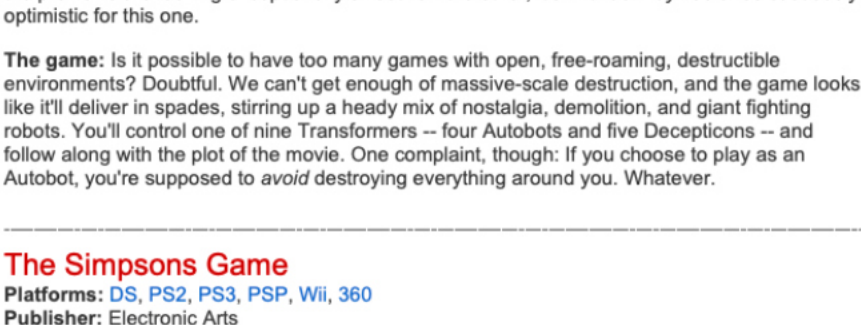 optimistic for this one.
The game: Is it possible to have too many games with open, free-roaming, destructible
environments? Doubtful. We can't get enough of massive-scale destruction, and the game looks
like it'll deliver in spades, stirring up a heady mix of nostalgia, demolition, and giant fighting
robots. You'll control one of nine Transformers -- four Autobots and five Decepticons -- and
follow along with the plot of the movie. One complaint, though: If you choose to play as an
Autobot, you're supposed to avoid destroying everything around you. Whatever.
The Simpsons Game
Platforms: DS, PS2, PS3, PSP, Wii, 360
Publisher: Electronic Arts